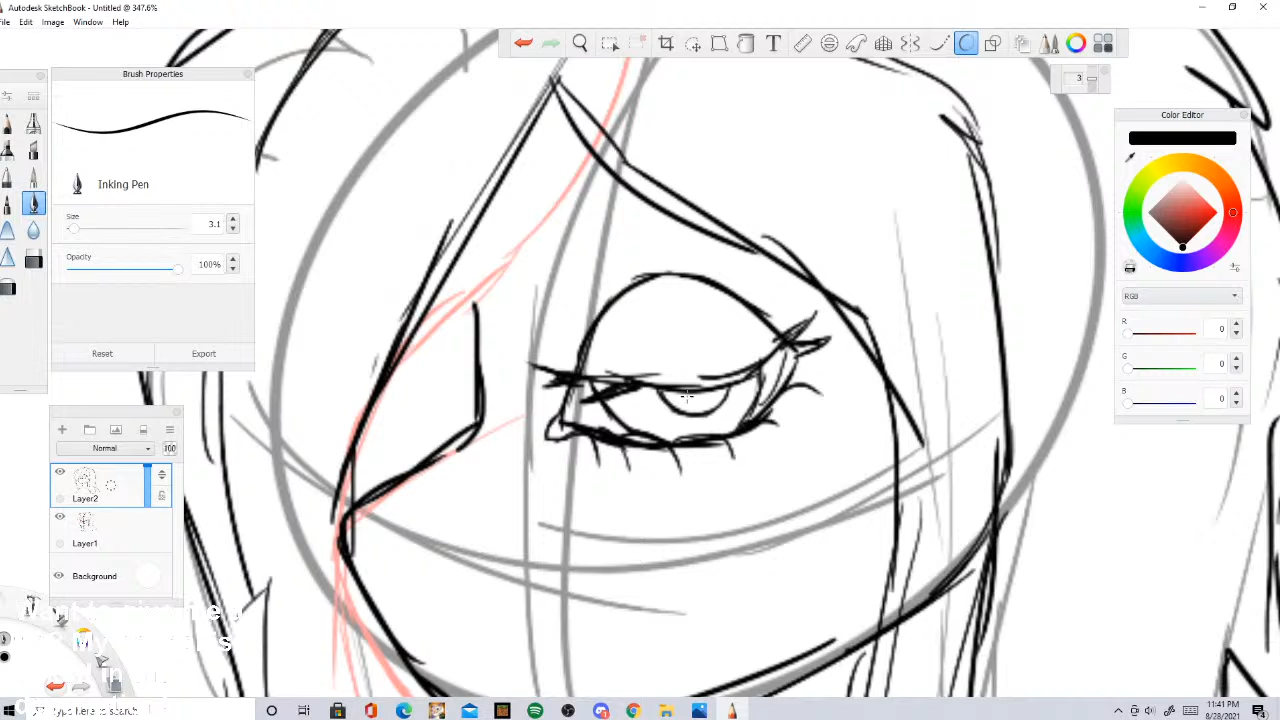 Autodesk SketchBook - Untitled @ 347.6%
File Edit Image Window Help
Brush Properties
Inking Pen
Size
3.1
Opacity
100%
Reset Export
3
Color Editor
RGB
R 0
G 0
B 0
Normal 100
Layer2
Layer1
Background
Type here to search
11:41 PM
8/28/2021